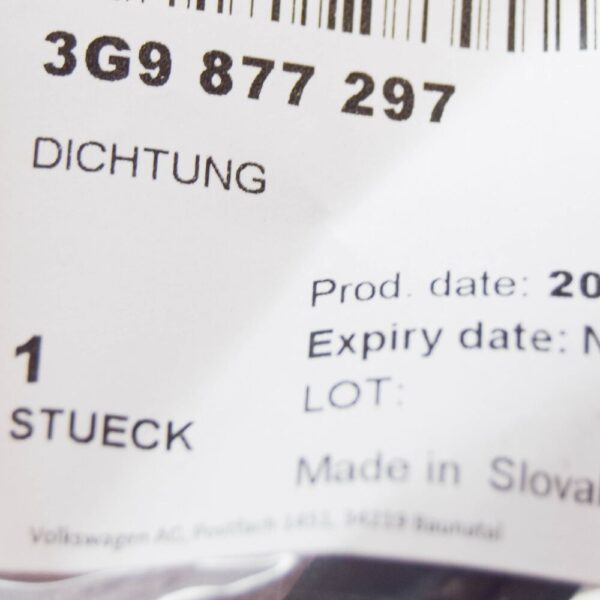 3G9 877 297
DICHTUNG
Prod. date: 20
Expiry date: N
1
LOT:
STUECK
Made in Slova
Volkswagen AG, Postfach 1452, 34219 Baunatal